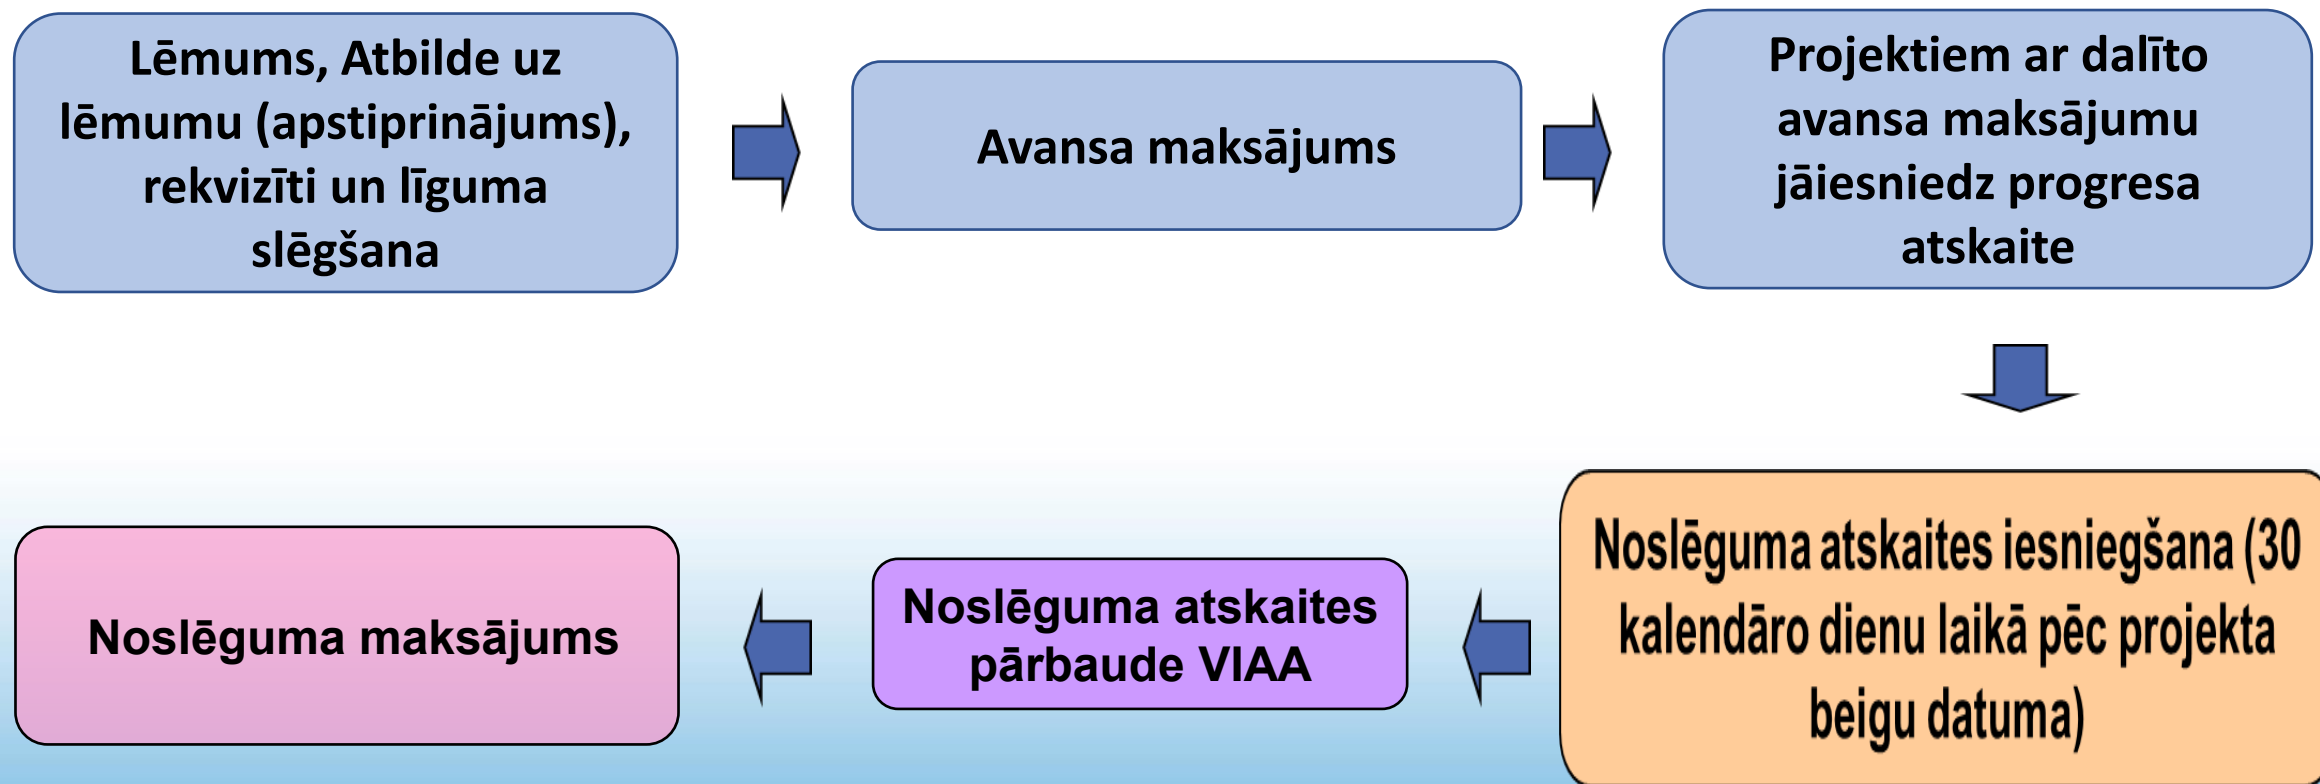 Lēmums, Atbilde uz
lēmumu (apstiprinājums),
rekvizīti un līguma
slēgšana
Avansa maksājums
Projektiem ar dalīto
avansa maksājumu
jāiesniedz progresa
atskaite
Noslēguma atskaites iesniegšana (30
kalendāro dienu laikā pēc projekta
beigu datuma)
Noslēguma atskaites
pārbaude VIAA
Noslēguma maksājums